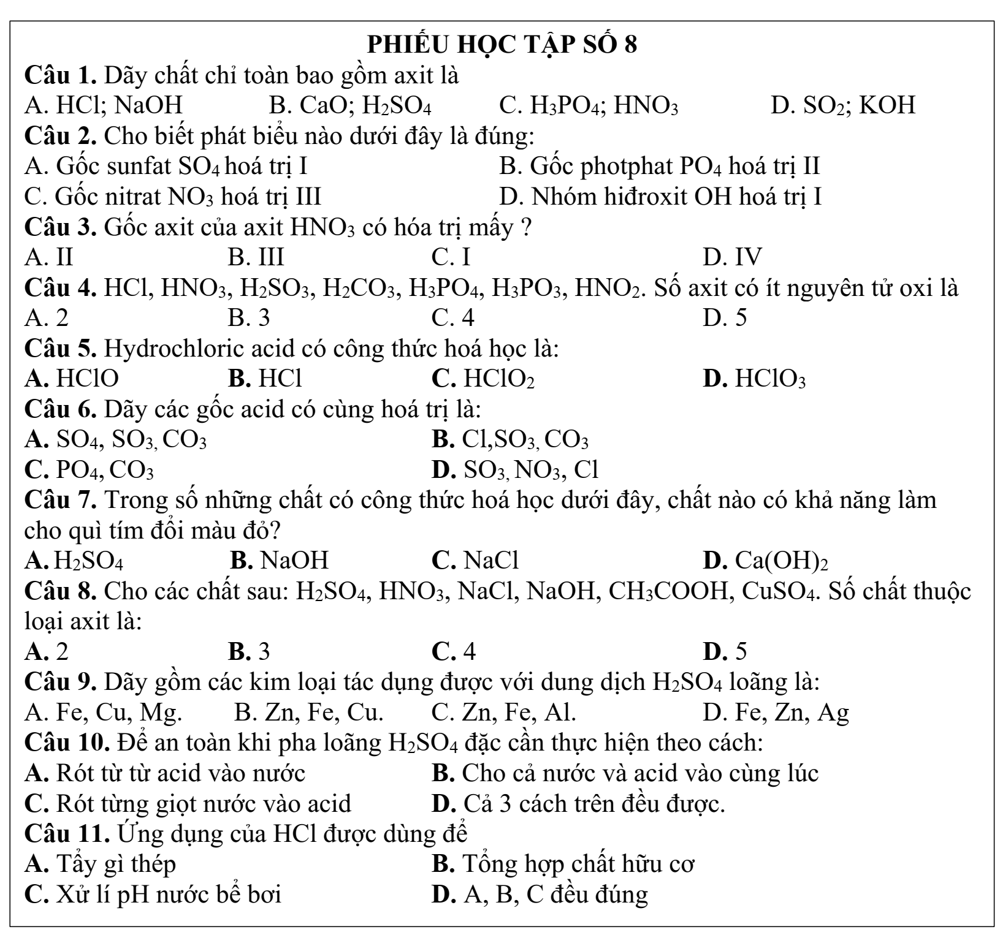 PHIẾU HỌC TẬP SỐ 8
Câu 1. Dãy chất chỉ toàn bao gồm axit là
A. HCl; NaOH B. CaO; H₂SO₄ C. H₃PO₄; HNO₃ D. SO₂; KOH
Câu 2. Cho biết phát biểu nào dưới đây là đúng:
A. Gốc sunfat SO₄ hoá trị I B. Gốc photphat PO₄ hoá trị II
C. Gốc nitrat NO₃ hoá trị III D. Nhóm hiđroxit OH hoá trị I
Câu 3. Gốc axit của axit HNO₃ có hóa trị mấy ?
A. II B. III C. I D. IV
Câu 4. HCl, HNO₃, H₂SO₃, H₂CO₃, H₃PO₄, H₃PO₃, HNO₂. Số axit có ít nguyên tử oxi là
A. 2 B. 3 C. 4 D. 5
Câu 5. Hydrochloric acid có công thức hoá học là:
A. HClO B. HCl C. HClO₂ D. HClO₃
Câu 6. Dãy các gốc acid có cùng hoá trị là:
A. SO₄, SO₃, CO₃ B. Cl,SO₃, CO₃
C. PO₄, CO₃ D. SO₃, NO₃, Cl
Câu 7. Trong số những chất có công thức hoá học dưới đây, chất nào có khả năng làm
cho quì tím đổi màu đỏ?
A. H₂SO₄ B. NaOH C. NaCl D. Ca(OH)₂
Câu 8. Cho các chất sau: H₂SO₄, HNO₃, NaCl, NaOH, CH₃COOH, CuSO₄. Số chất thuộc
loại axit là:
A. 2 B. 3 C. 4 D. 5
Câu 9. Dãy gồm các kim loại tác dụng được với dung dịch H₂SO₄ loãng là:
A. Fe, Cu, Mg. B. Zn, Fe, Cu. C. Zn, Fe, Al. D. Fe, Zn, Ag
Câu 10. Để an toàn khi pha loãng H₂SO₄ đặc cần thực hiện theo cách:
A. Rót từ từ acid vào nước B. Cho cả nước và acid vào cùng lúc
C. Rót từng giọt nước vào acid D. Cả 3 cách trên đều được.
Câu 11. Ứng dụng của HCl được dùng để
A. Tẩy gỉ thép B. Tổng hợp chất hữu cơ
C. Xử lí pH nước bể bơi D. A, B, C đều đúng